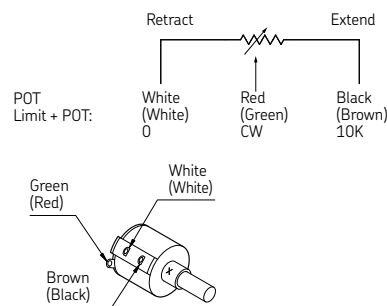 Retract Extend
POT White Red Black
Limit + POT: (White) (Green) (Brown)
0 CW 10K
White
(White)
Green
(Red)
Brown
(Black)